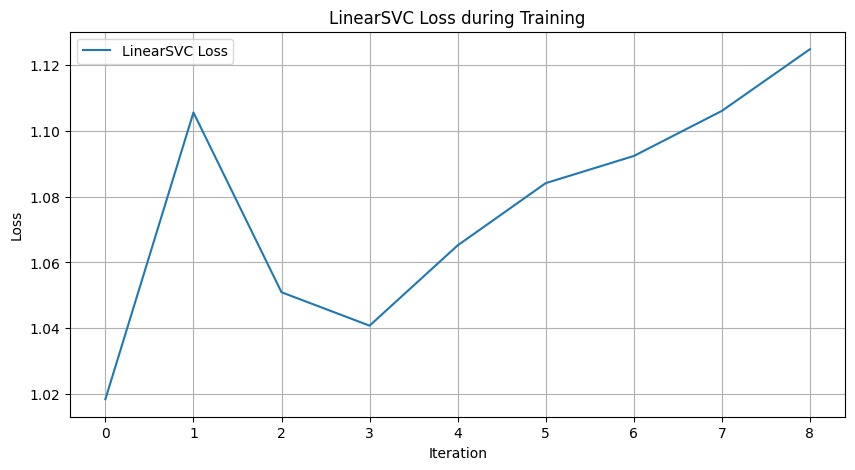 LinearSVC Loss during Training
LinearSVC Loss
1.12
1.10
1.08
1.06
1.04
1.02
Loss
0 1 2 3 4 5 6 7 8
Iteration